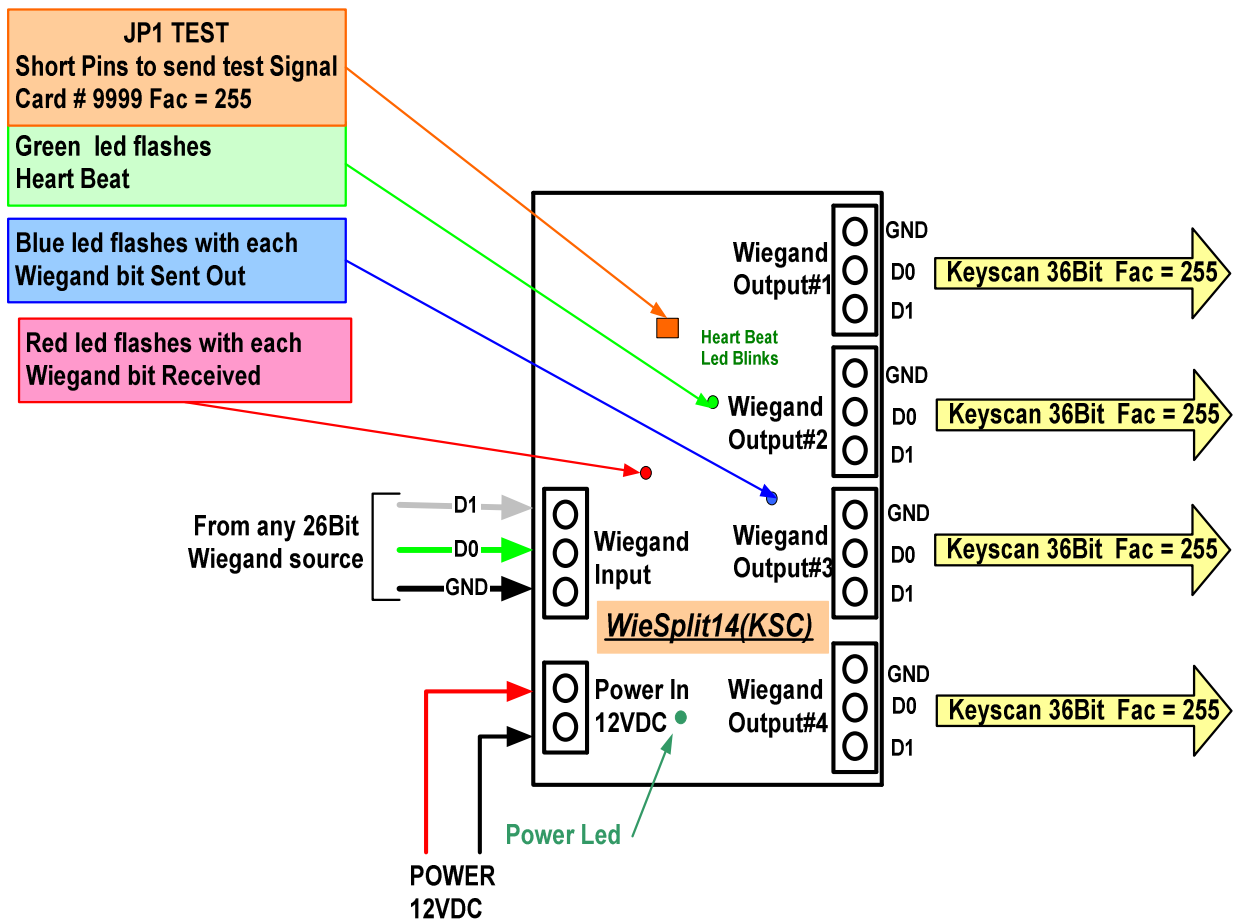 JP1 TEST
Short Pins to send test Signal
Card # 9999 Fac = 255
Green led flashes
Heart Beat
Blue led flashes with each
Wiegand bit Sent Out
Red led flashes with each
Wiegand bit Received
From any 26Bit
Wiegand source
D1
D0
GND
Wiegand
Input
Heart Beat
Led Blinks
WieSplit14(KSC)
Power In
12VDC
Power Led
POWER
12VDC
Wiegand
Output#1
GND
D0
D1
Keyscan 36Bit Fac = 255
Wiegand
Output#2
GND
D0
D1
Keyscan 36Bit Fac = 255
Wiegand
Output#3
GND
D0
D1
Keyscan 36Bit Fac = 255
Wiegand
Output#4
GND
D0
D1
Keyscan 36Bit Fac = 255